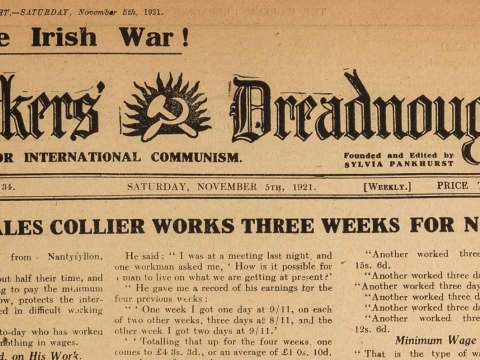 HT.—SATURDAY, November 5th, 1921.
e Irish War!
kers' Dreadnoug
OR INTERNATIONAL COMMUNISM.
Founded and Edited by
SYLVIA PANKHURST
34.
SATURDAY, NOVEMBER 5TH, 1921.
[WEEKLY.]
PRICE T
ALES COLLIER WORKS THREE WEEKS FOR N
from Nantyffyllon,
out half their time, and
ng to pay the minimum
ow, protects the inter-
ed in difficult working
to-day who has worked
nothing in wages.
d. on His Work.
He said: "I was at a meeting last night, and
one workman asked me, 'How is it possible for
a man to live on what we are getting at present?'
"He gave me a record of his earnings for the
four previous weeks:
"'One week I got one day at 9/11, on each
of two other weeks, three days at 8/11, and the
other week I got two days at 9/11.'
"'Totalling that up for the four weeks, one
comes to £4 3s. 3d., or an average of £1 0s. 10d.
"Another worked three
15s. 6d.
"Another worked three d
"Another worked three da
"Another worked three day
"Another worked three d
"Another worked three
12s. 6d.
Minimum Wage
"That is the type of w